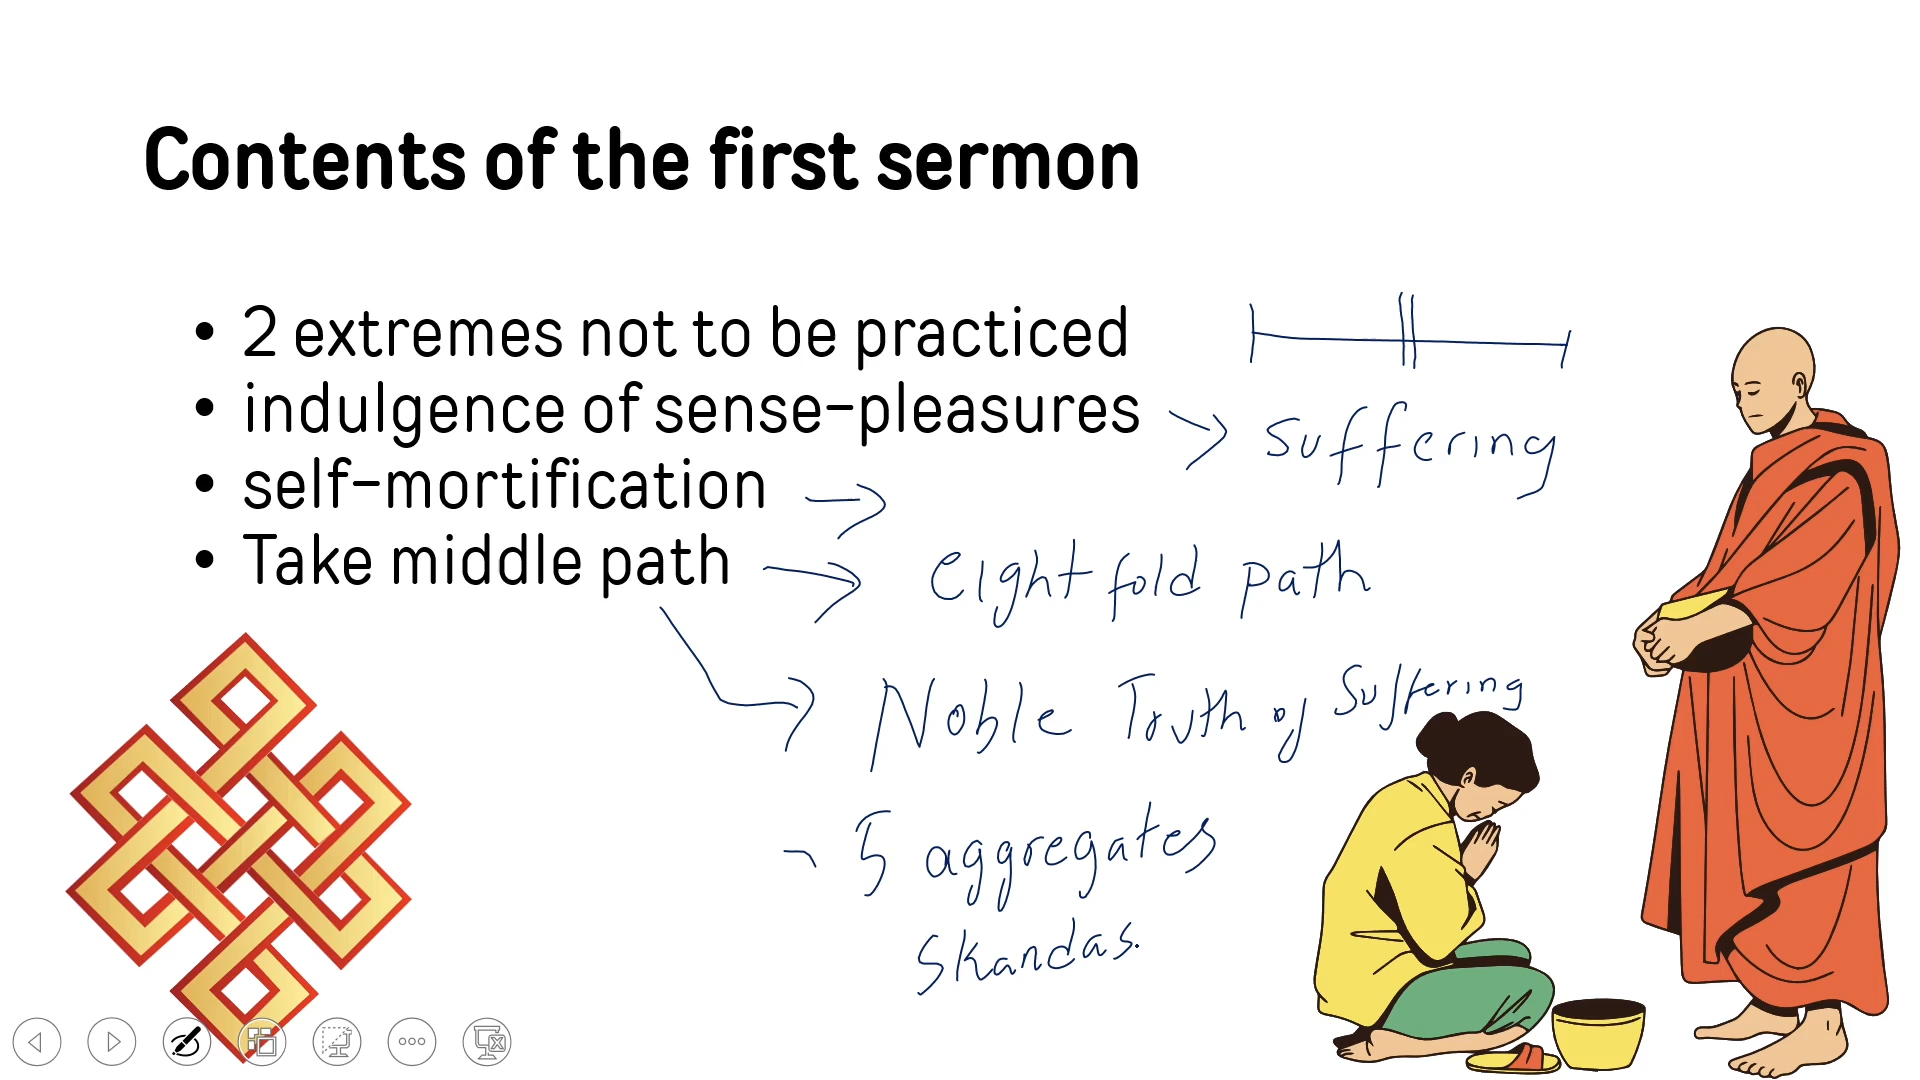 Contents of the first sermon
• 2 extremes not to be practiced
• indulgence of sense-pleasures
suffering
• self-mortification
• Take middle path
eight fold path
Noble Truth of Suffering
5 aggregates
Skandas.